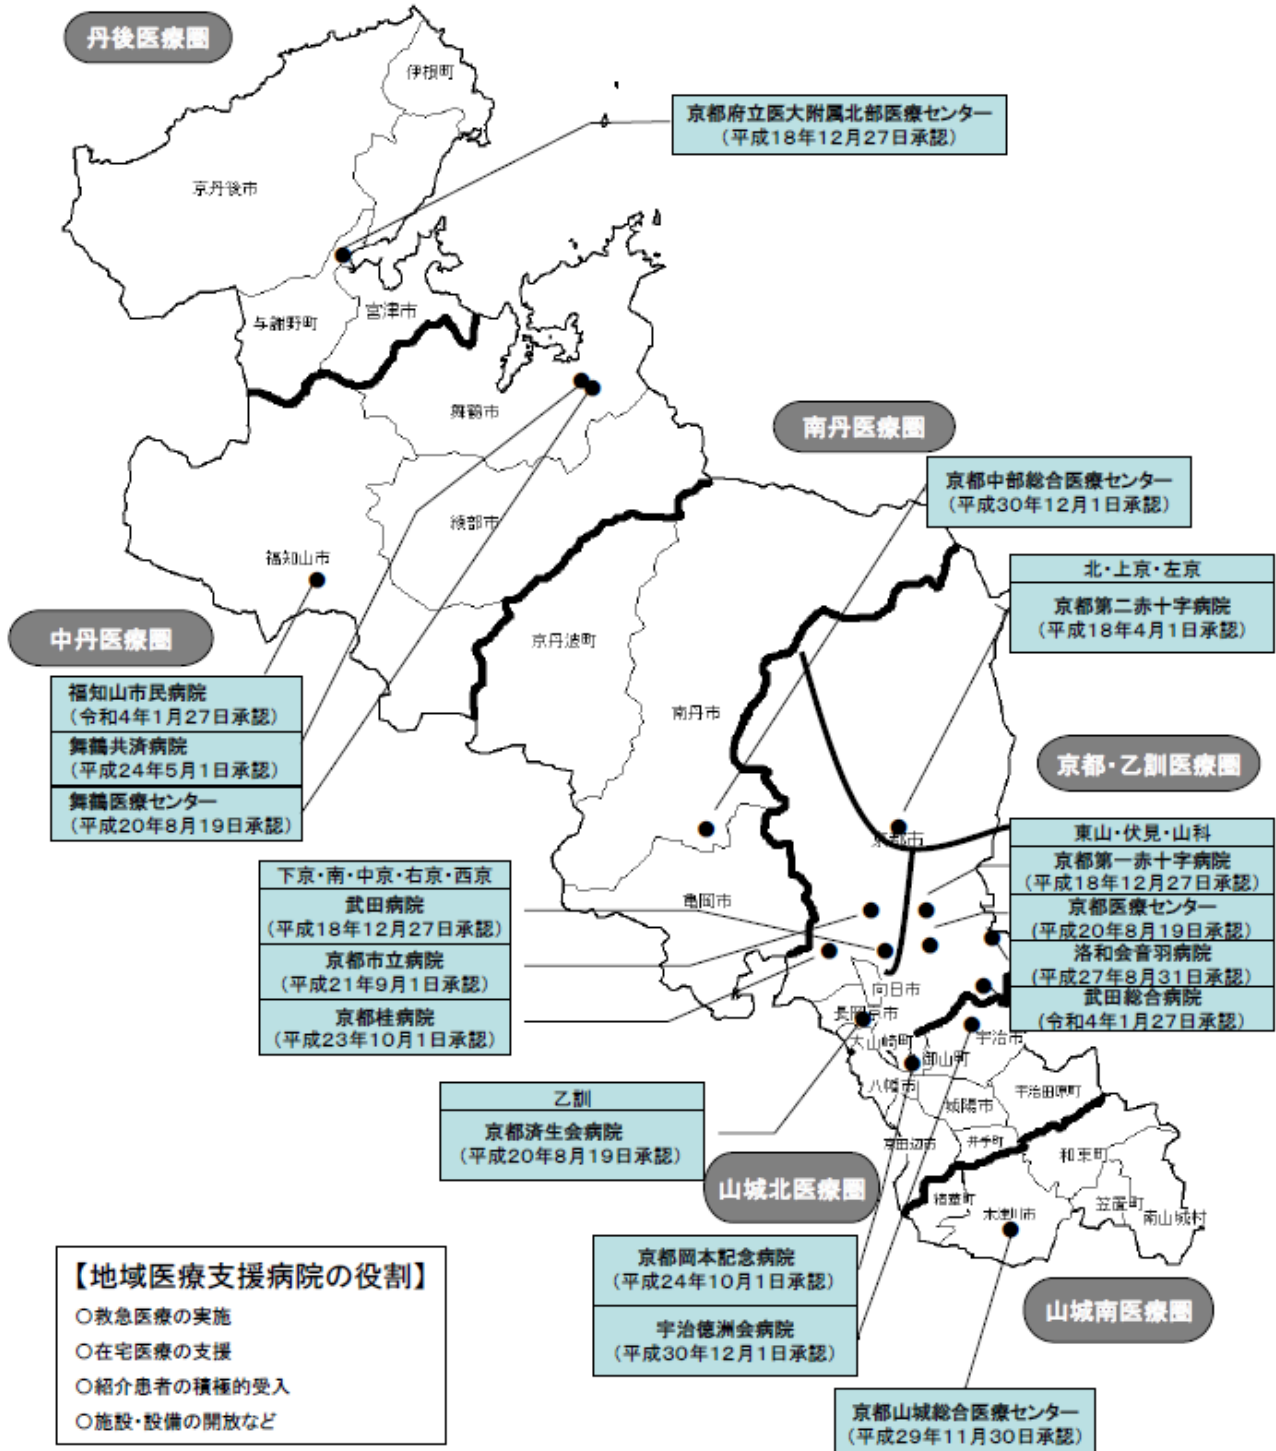 丹後医療圏
伊根町
京都府立医大附属北部医療センター
（平成18年12月27日承認）
京丹後市
与謝野町
宮津市
舞鶴市
南丹医療圏
京都中部総合医療センター
（平成30年12月1日承認）
綾部市
福知山市
北・上京・左京
京都第二赤十字病院
（平成18年4月1日承認）
中丹医療圏
京丹波町
福知山市民病院
（令和4年1月27日承認）
舞鶴共済病院
（平成24年5月1日承認）
舞鶴医療センター
（平成20年8月19日承認）
南丹市
京都・乙訓医療圏
京都市
東山・伏見・山科
京都第一赤十字病院
（平成18年12月27日承認）
京都医療センター
（平成20年8月19日承認）
洛和会音羽病院
（平成27年8月31日承認）
武田総合病院
（令和4年1月27日承認）
下京・南・中京・右京・西京
武田病院
（平成18年12月27日承認）
京都市立病院
（平成21年9月1日承認）
京都桂病院
（平成23年10月1日承認）
亀岡市
向日市
長岡京市
大山崎町
御山町
宇治市
八幡市
城陽市
宇治田原町
京田辺市
井手町
和束町
精華町
木津川市
笠置町
南山城村
乙訓
京都済生会病院
（平成20年8月19日承認）
山城北医療圏
京都岡本記念病院
（平成24年10月1日承認）
宇治徳洲会病院
（平成30年12月1日承認）
山城南医療圏
京都山城総合医療センター
（平成29年11月30日承認）
【地域医療支援病院の役割】
○救急医療の実施
○在宅医療の支援
○紹介患者の積極的受入
○施設・設備の開放など